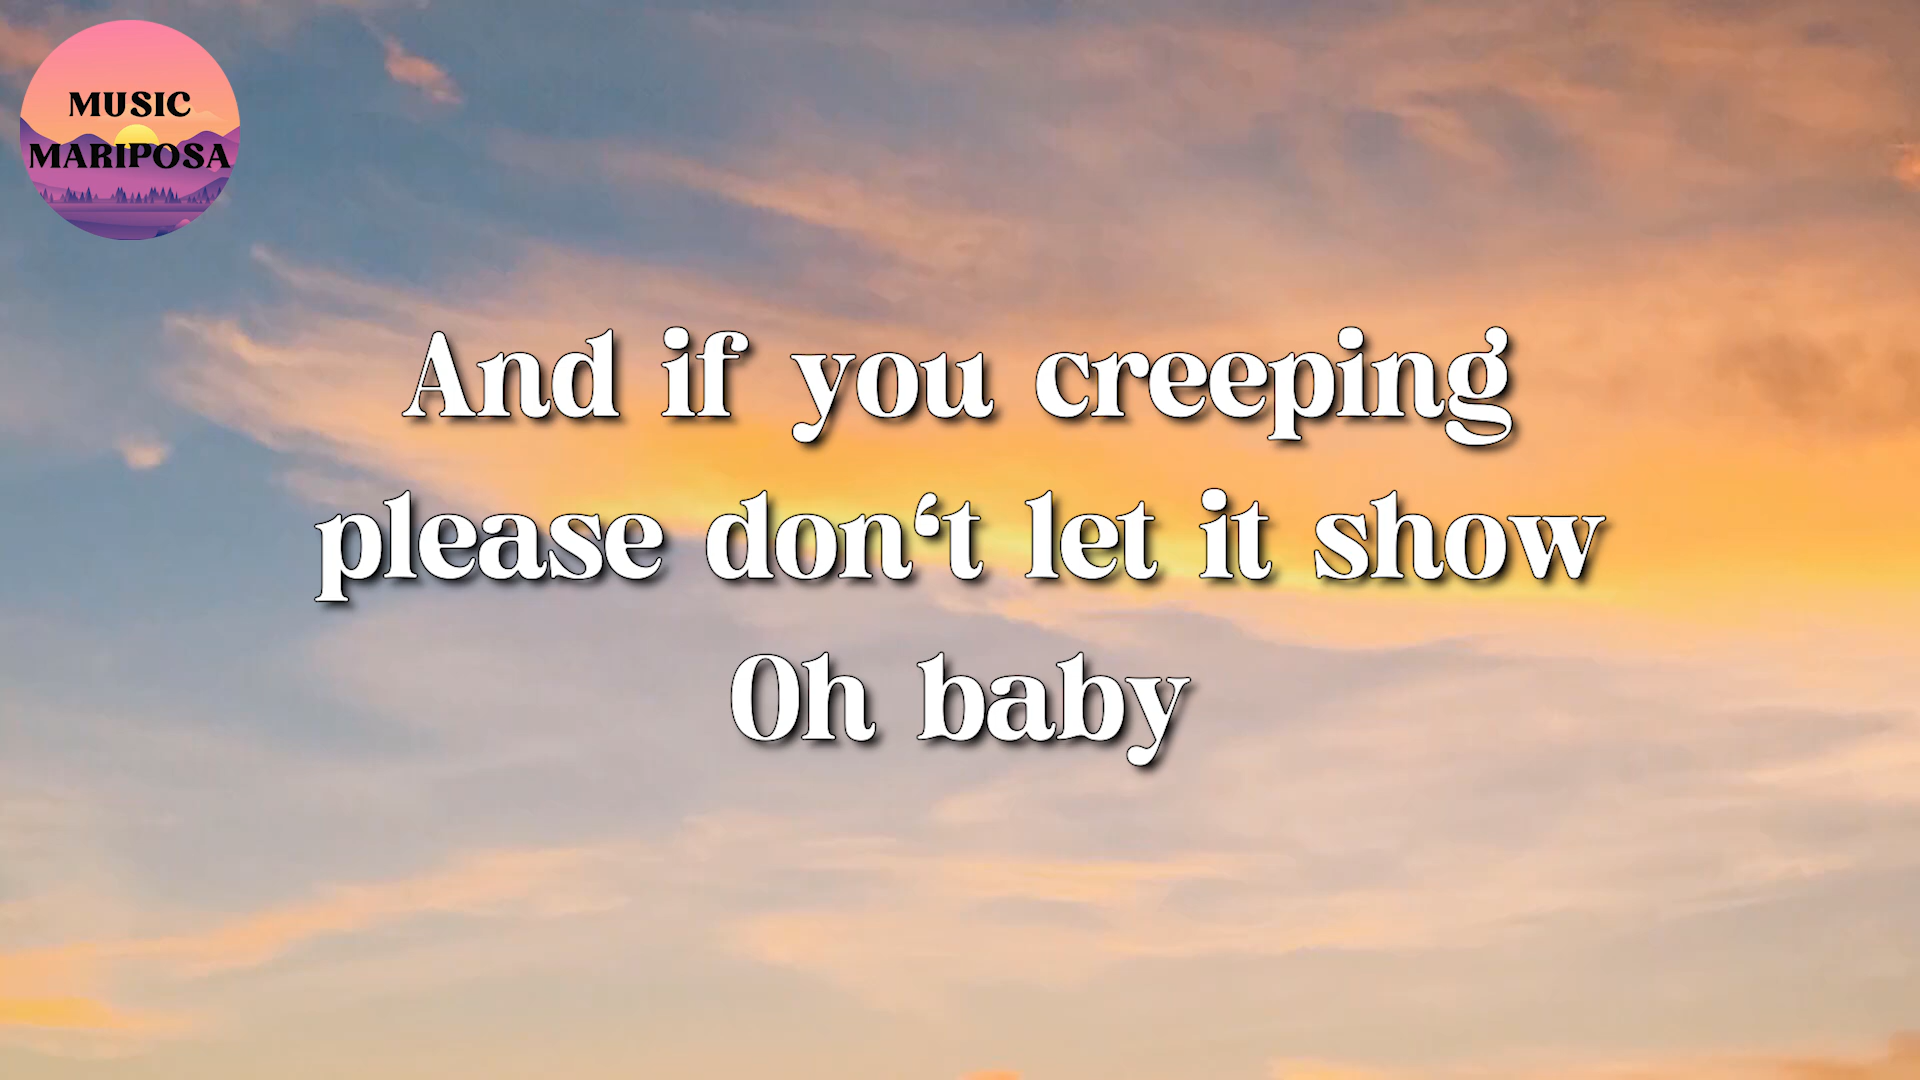 MUSIC
MARIPOSA
And if you creeping
please don‘t let it show
Oh baby